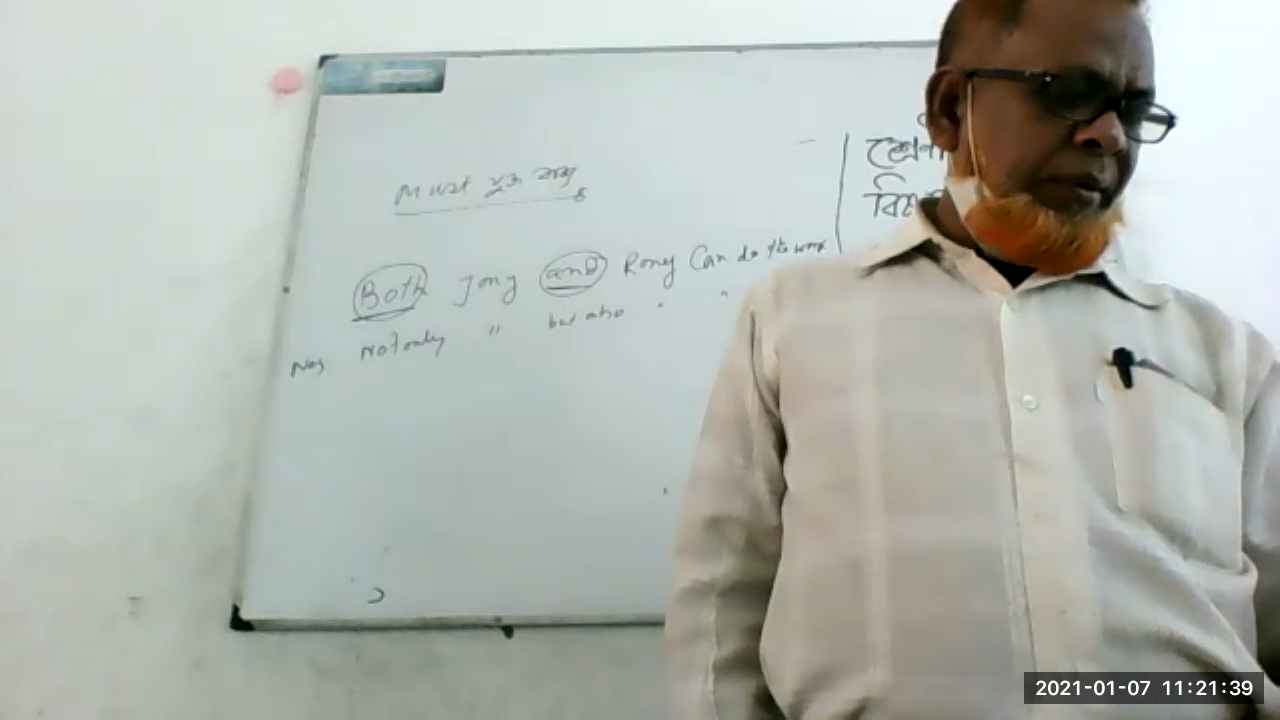 Must যুক্ত বাক্য
শ্রেণ
বিষ
Both Jony and Rony Can do the work
Neg Not only " but also " "
2021-01-07 11:21:39